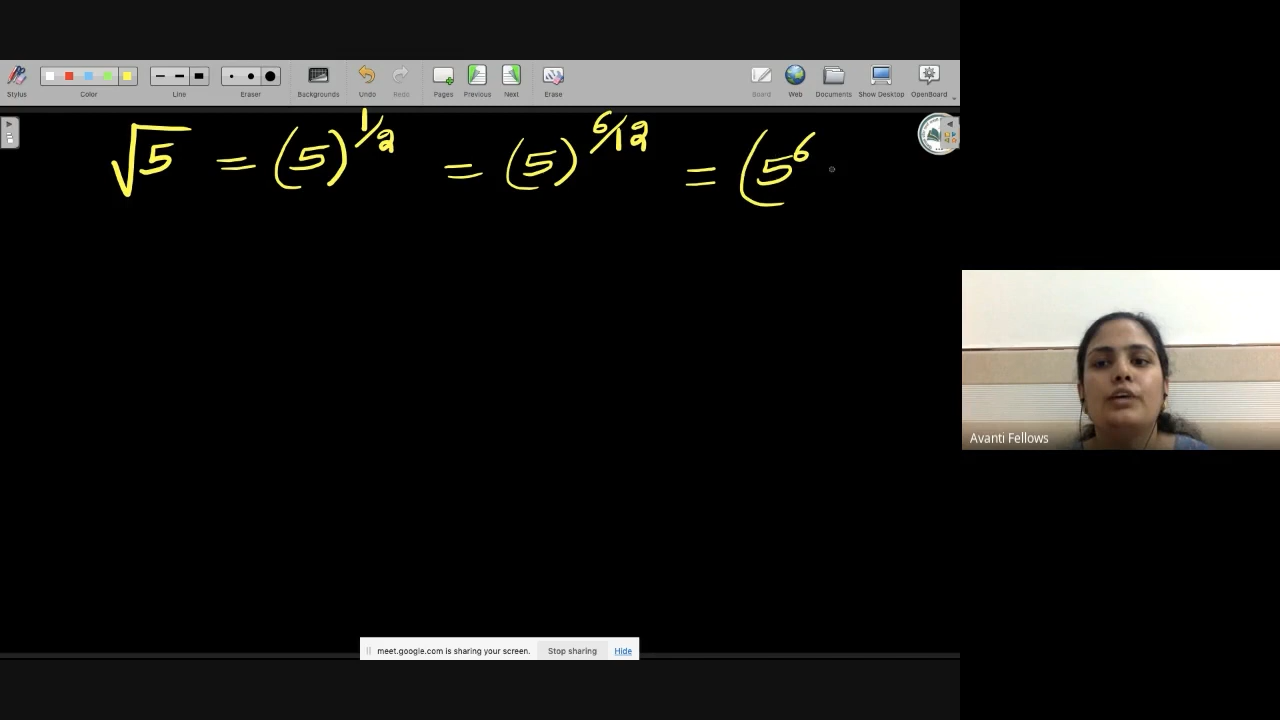 Stylus Color Line Eraser Backgrounds Undo Redo Pages Previous Next Erase Board Web Documents Show Desktop OpenBoard
√5 = (5)^1/2 = (5)^6/12 = (5^6
Avanti Fellows
meet.google.com is sharing your screen. Stop sharing Hide